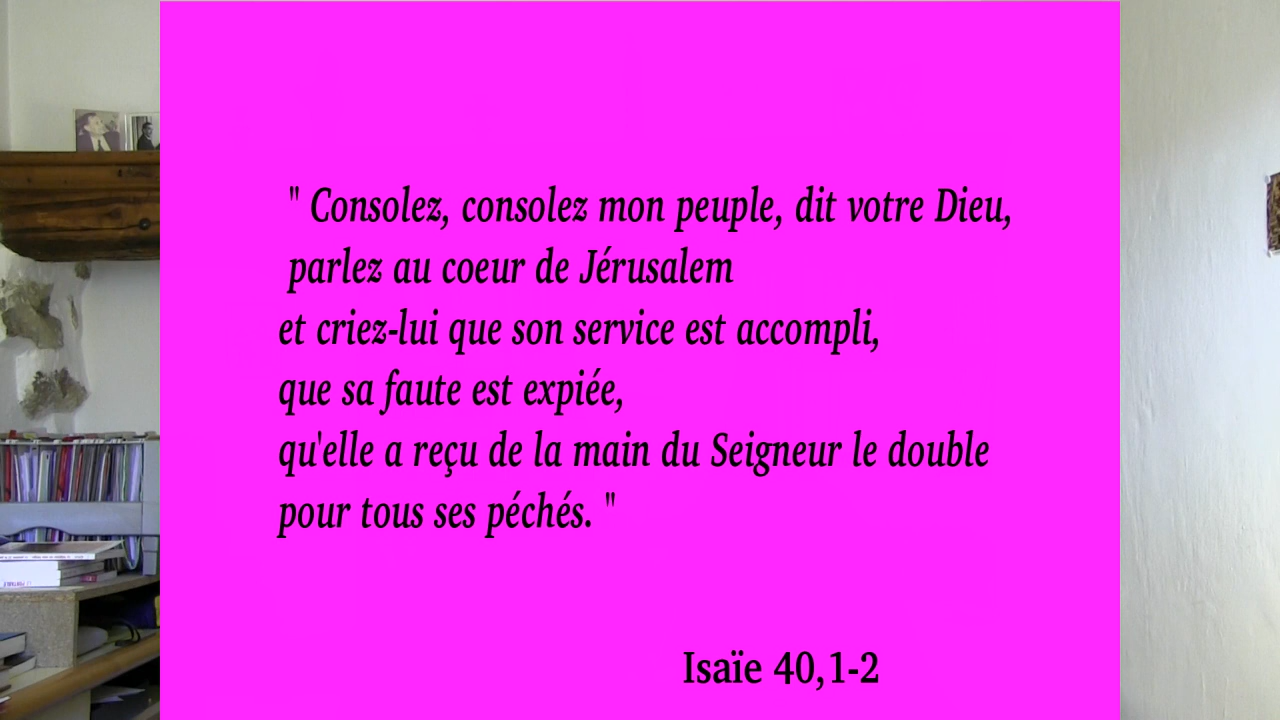 " Consolez, consolez mon peuple, dit votre Dieu,
parlez au coeur de Jérusalem
et criez-lui que son service est accompli,
que sa faute est expiée,
qu'elle a reçu de la main du Seigneur le double
pour tous ses péchés. "
Isaïe 40,1-2